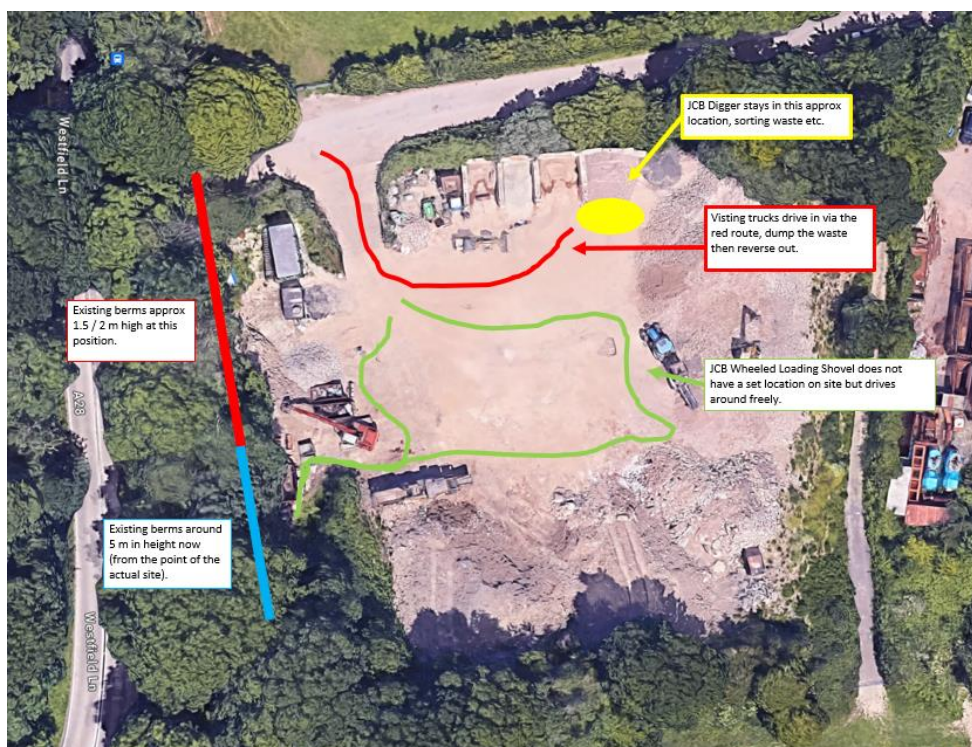 Westfield Ln
JCB Digger stays in this approx
location, sorting waste etc.
Visting trucks drive in via the
red route, dump the waste
then reverse out.
Existing berms approx
1.5 / 2 m high at this
position.
JCB Wheeled Loading Shovel does not
have a set location on site but drives
around freely.
A28
Existing berms around
5 m in height now
(from the point of the
actual site).
Westfield Ln